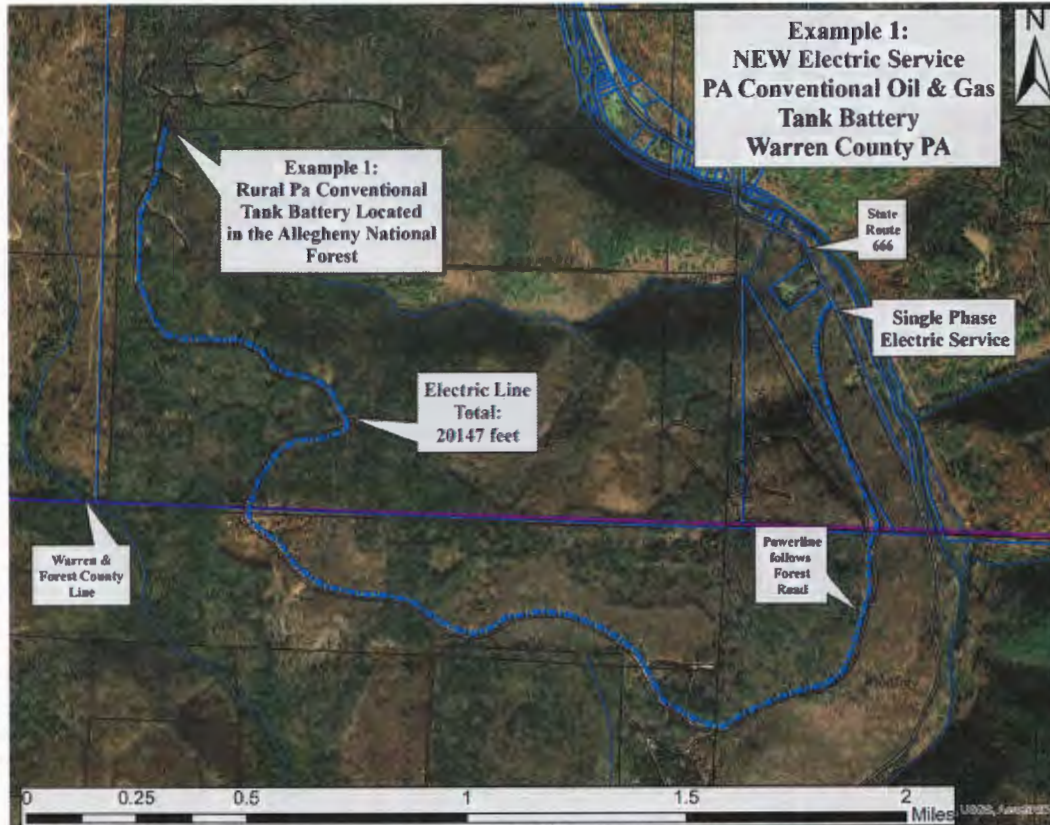 Example 1:
NEW Electric Service
PA Conventional Oil & Gas
Tank Battery
Warren County PA
N
Example 1:
Rural Pa Conventional
Tank Battery Located
in the Allegheny National
Forest
State
Route
666
Single Phase
Electric Service
Electric Line
Total:
20147 feet
Warren &
Forest County
Line
Powerline
follows
Forest
Road
0 0.25 0.5 1 1.5 2
Miles
USGS,